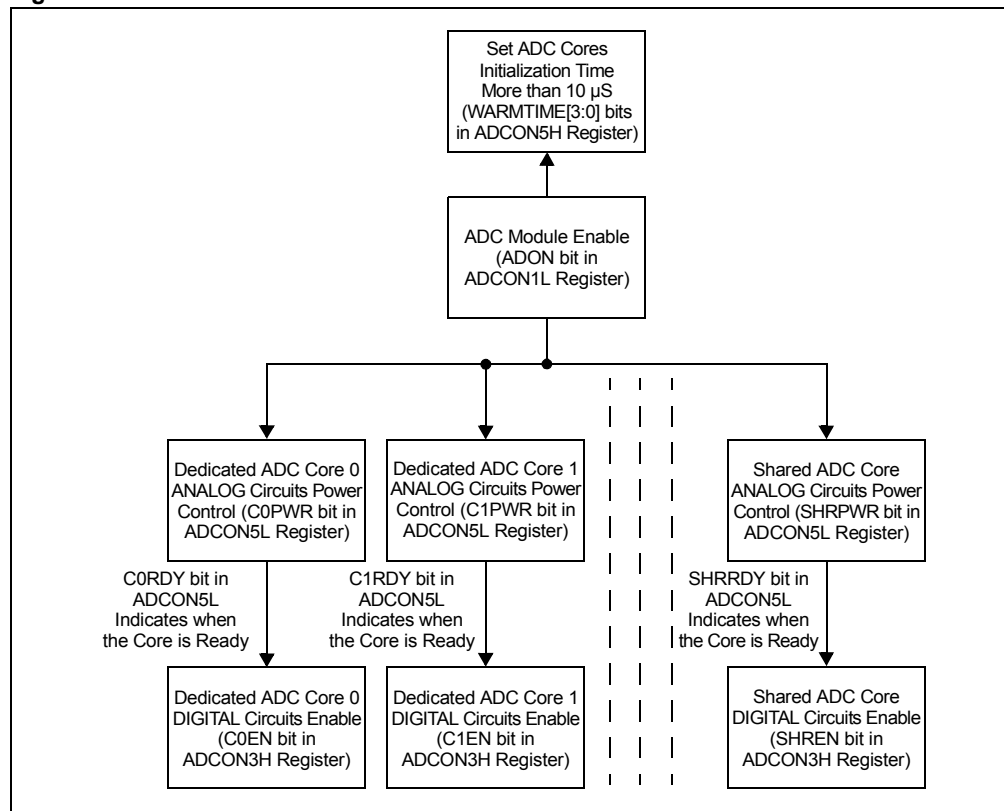 Set ADC Cores
Initialization Time
More than 10 µS
(WARMTIME[3:0] bits
in ADCON5H Register)
ADC Module Enable
(ADON bit in
ADCON1L Register)
Dedicated ADC Core 0
ANALOG Circuits Power
Control (C0PWR bit in
ADCON5L Register)
Dedicated ADC Core 1
ANALOG Circuits Power
Control (C1PWR bit in
ADCON5L Register)
Shared ADC Core
ANALOG Circuits Power
Control (SHRPWR bit in
ADCON5L Register)
C0RDY bit in
ADCON5L
Indicates when
the Core is Ready
C1RDY bit in
ADCON5L
Indicates when
the Core is Ready
SHRRDY bit in
ADCON5L
Indicates when
the Core is Ready
Dedicated ADC Core 0
DIGITAL Circuits Enable
(C0EN bit in
ADCON3H Register)
Dedicated ADC Core 1
DIGITAL Circuits Enable
(C1EN bit in
ADCON3H Register)
Shared ADC Core
DIGITAL Circuits Enable
(SHREN bit in
ADCON3H Register)